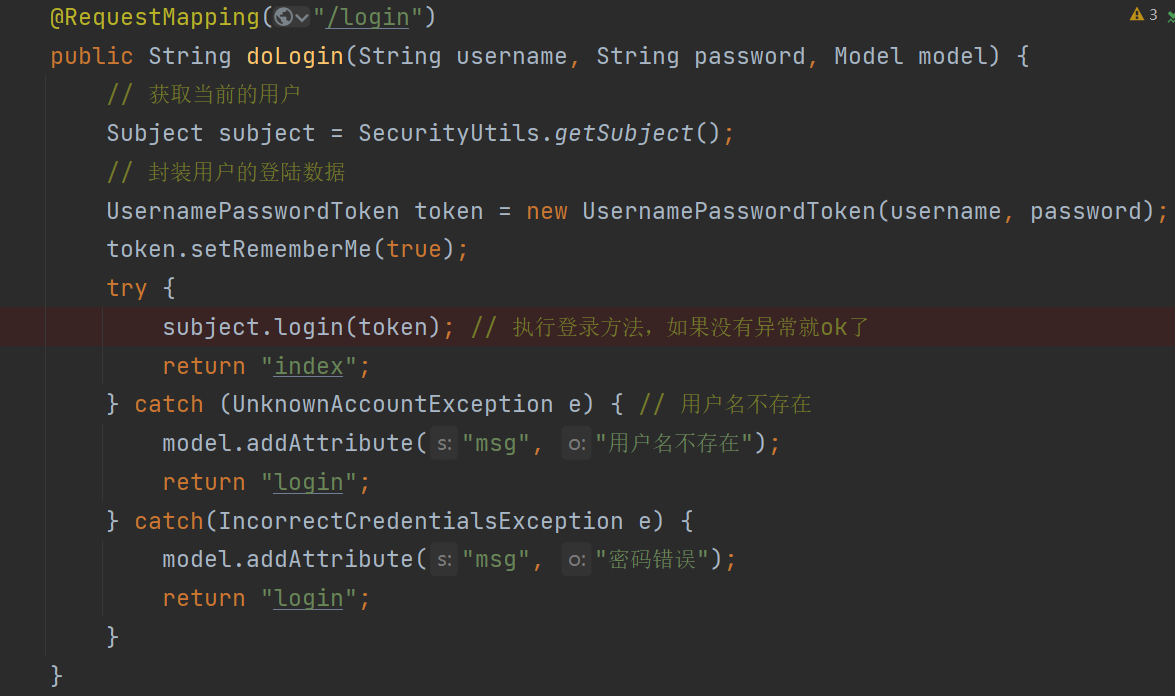 @RequestMapping("/login")
3
public String doLogin(String username, String password, Model model) {
// 获取当前的用户
Subject subject = SecurityUtils.getSubject();
// 封装用户的登陆数据
UsernamePasswordToken token = new UsernamePasswordToken(username, password);
token.setRememberMe(true);
try {
subject.login(token); // 执行登录方法，如果没有异常就ok了
return "index";
} catch (UnknownAccountException e) { // 用户名不存在
model.addAttribute( s: "msg", o: "用户名不存在");
return "login";
} catch(IncorrectCredentialsException e) {
model.addAttribute( s: "msg", o: "密码错误");
return "login";
}
}